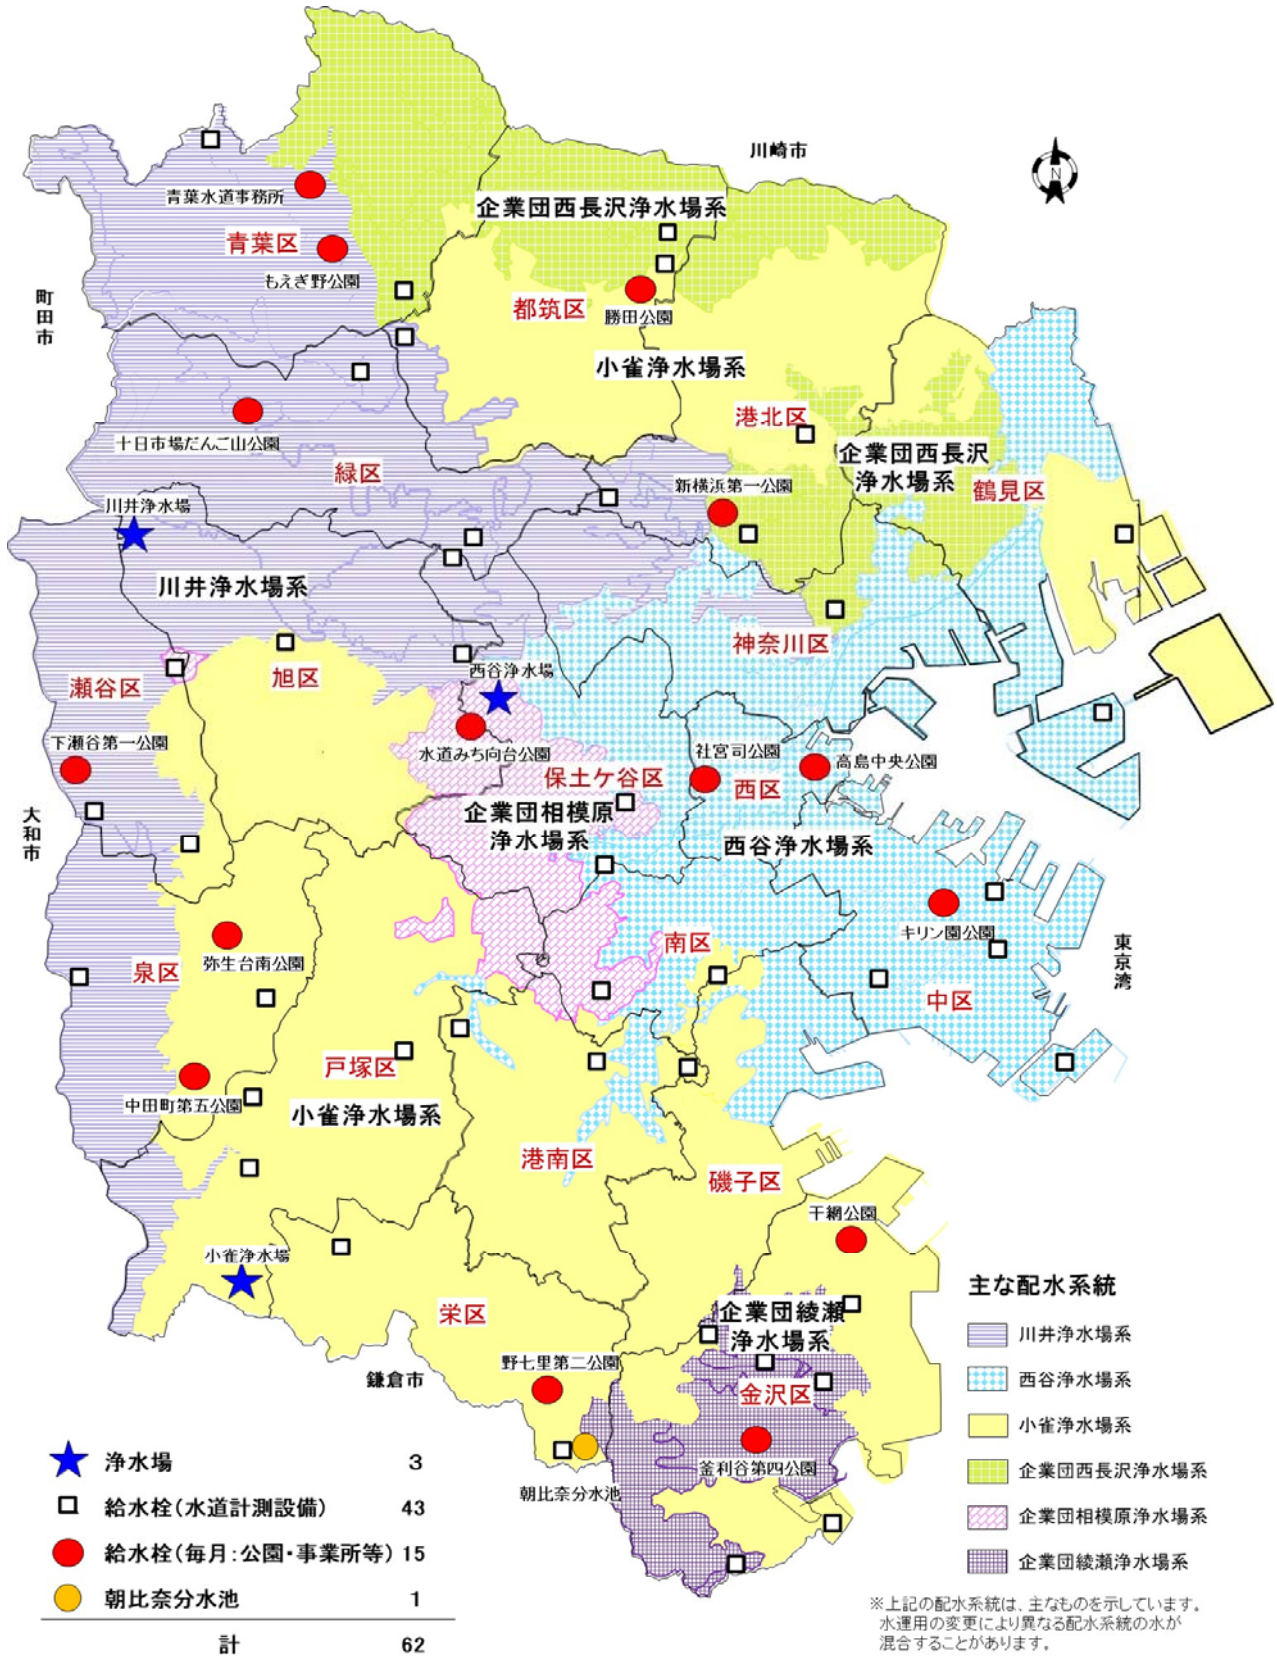 川崎市
N
青葉水道事務所
企業団西長沢浄水場系
青葉区
もえぎ野公園
町田市
都筑区
勝田公園
小雀浄水場系
港北区
十日市場だんご山公園
企業団西長沢
浄水場系
緑区
新横浜第一公園
鶴見区
川井浄水場
川井浄水場系
神奈川区
西谷浄水場
旭区
瀬谷区
下瀬谷第一公園
水道みち向台公園
社宮司公園
高島中央公園
保土ケ谷区
西区
企業団相模原
浄水場系
大和市
西谷浄水場系
キリン園公園
南区
東京湾
弥生台南公園
泉区
中区
戸塚区
中田町第五公園
小雀浄水場系
港南区
磯子区
干網公園
小雀浄水場
栄区
企業団綾瀬
浄水場系
野七里第二公園
鎌倉市
金沢区
釜利谷第四公園
朝比奈分水池
主な配水系統
川井浄水場系
西谷浄水場系
小雀浄水場系
企業団西長沢浄水場系
企業団相模原浄水場系
企業団綾瀬浄水場系
浄水場 3
給水栓(水道計測設備) 43
給水栓(毎月:公園・事業所等) 15
朝比奈分水池 1
計 62
※上記の配水系統は、主なものを示しています。
水運用の変更により異なる配水系統の水が
混合することがあります。